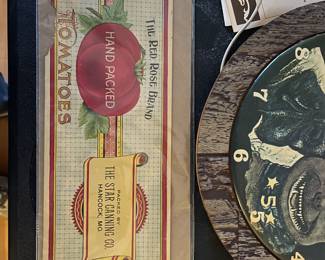 THE RED ROSE BRAND
HAND PACKED
TOMATOES
PACKED BY
THE STAR CANNING CO.
HANCOCK, MD.
8
7
6
5
5
4